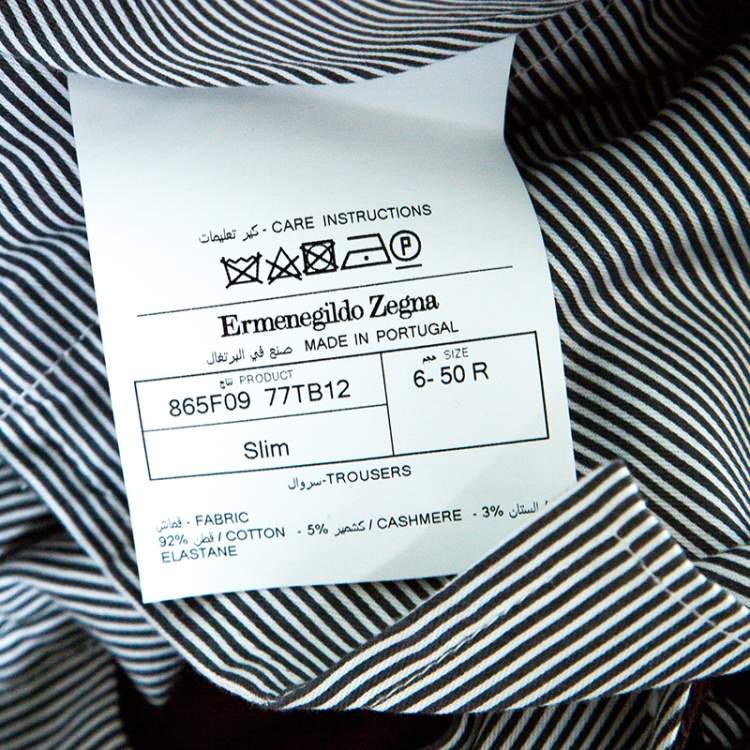 كير تعليمات - CARE INSTRUCTIONS
P
Ermenegildo Zegna
صنع في البرتغال MADE IN PORTUGAL
نتاج PRODUCT
865F09 77TB12
Slim
حجم SIZE
6- 50 R
سروال-TROUSERS
قماش - FABRIC
92% قطن / COTTON - 5% كشمير / CASHMERE - 3% الستان /
ELASTANE